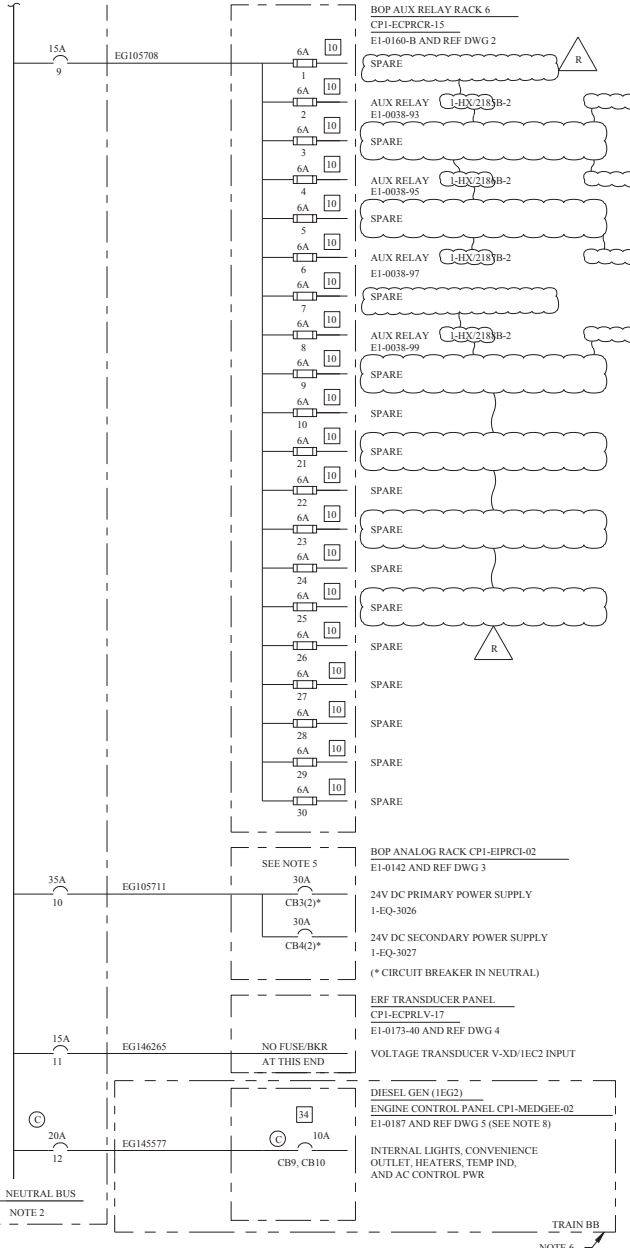 BOP AUX RELAY RACK 6
CP1-ECPRCR-15
E1-0160-B AND REF DWG 2
15A
9
EG105708
6A
10
1
SPARE
R
6A
10
2
AUX RELAY 1-HX/2185B-2
E1-0038-93
6A
10
3
SPARE
6A
10
4
AUX RELAY 1-HX/2186B-2
E1-0038-95
6A
10
5
SPARE
6A
10
6
AUX RELAY 1-HX/2187B-2
E1-0038-97
6A
10
7
SPARE
6A
10
8
AUX RELAY 1-HX/2188B-2
E1-0038-99
6A
10
9
SPARE
6A
10
10
SPARE
6A
10
21
SPARE
6A
10
22
SPARE
6A
10
23
SPARE
6A
10
24
SPARE
6A
10
25
SPARE
6A
10
26
SPARE
R
6A
10
27
SPARE
6A
10
28
SPARE
6A
10
29
SPARE
6A
10
30
SPARE
BOP ANALOG RACK CP1-EIPRCI-02
E1-0142 AND REF DWG 3
SEE NOTE 5
35A
10
EG105711
30A
CB3(2)*
24V DC PRIMARY POWER SUPPLY
1-EQ-3026
30A
CB4(2)*
24V DC SECONDARY POWER SUPPLY
1-EQ-3027
(* CIRCUIT BREAKER IN NEUTRAL)
ERF TRANSDUCER PANEL
CP1-ECPRLV-17
E1-0173-40 AND REF DWG 4
15A
11
EG146265
NO FUSE/BKR
AT THIS END
VOLTAGE TRANSDUCER V-XD/1EC2 INPUT
DIESEL GEN (1EG2)
ENGINE CONTROL PANEL CP1-MEDGEE-02
E1-0187 AND REF DWG 5 (SEE NOTE 8)
C
20A
12
EG145577
34
C
10A
CB9, CB10
INTERNAL LIGHTS, CONVENIENCE
OUTLET, HEATERS, TEMP IND,
AND AC CONTROL PWR
NEUTRAL BUS
NOTE 2
TRAIN BB
NOTE 6